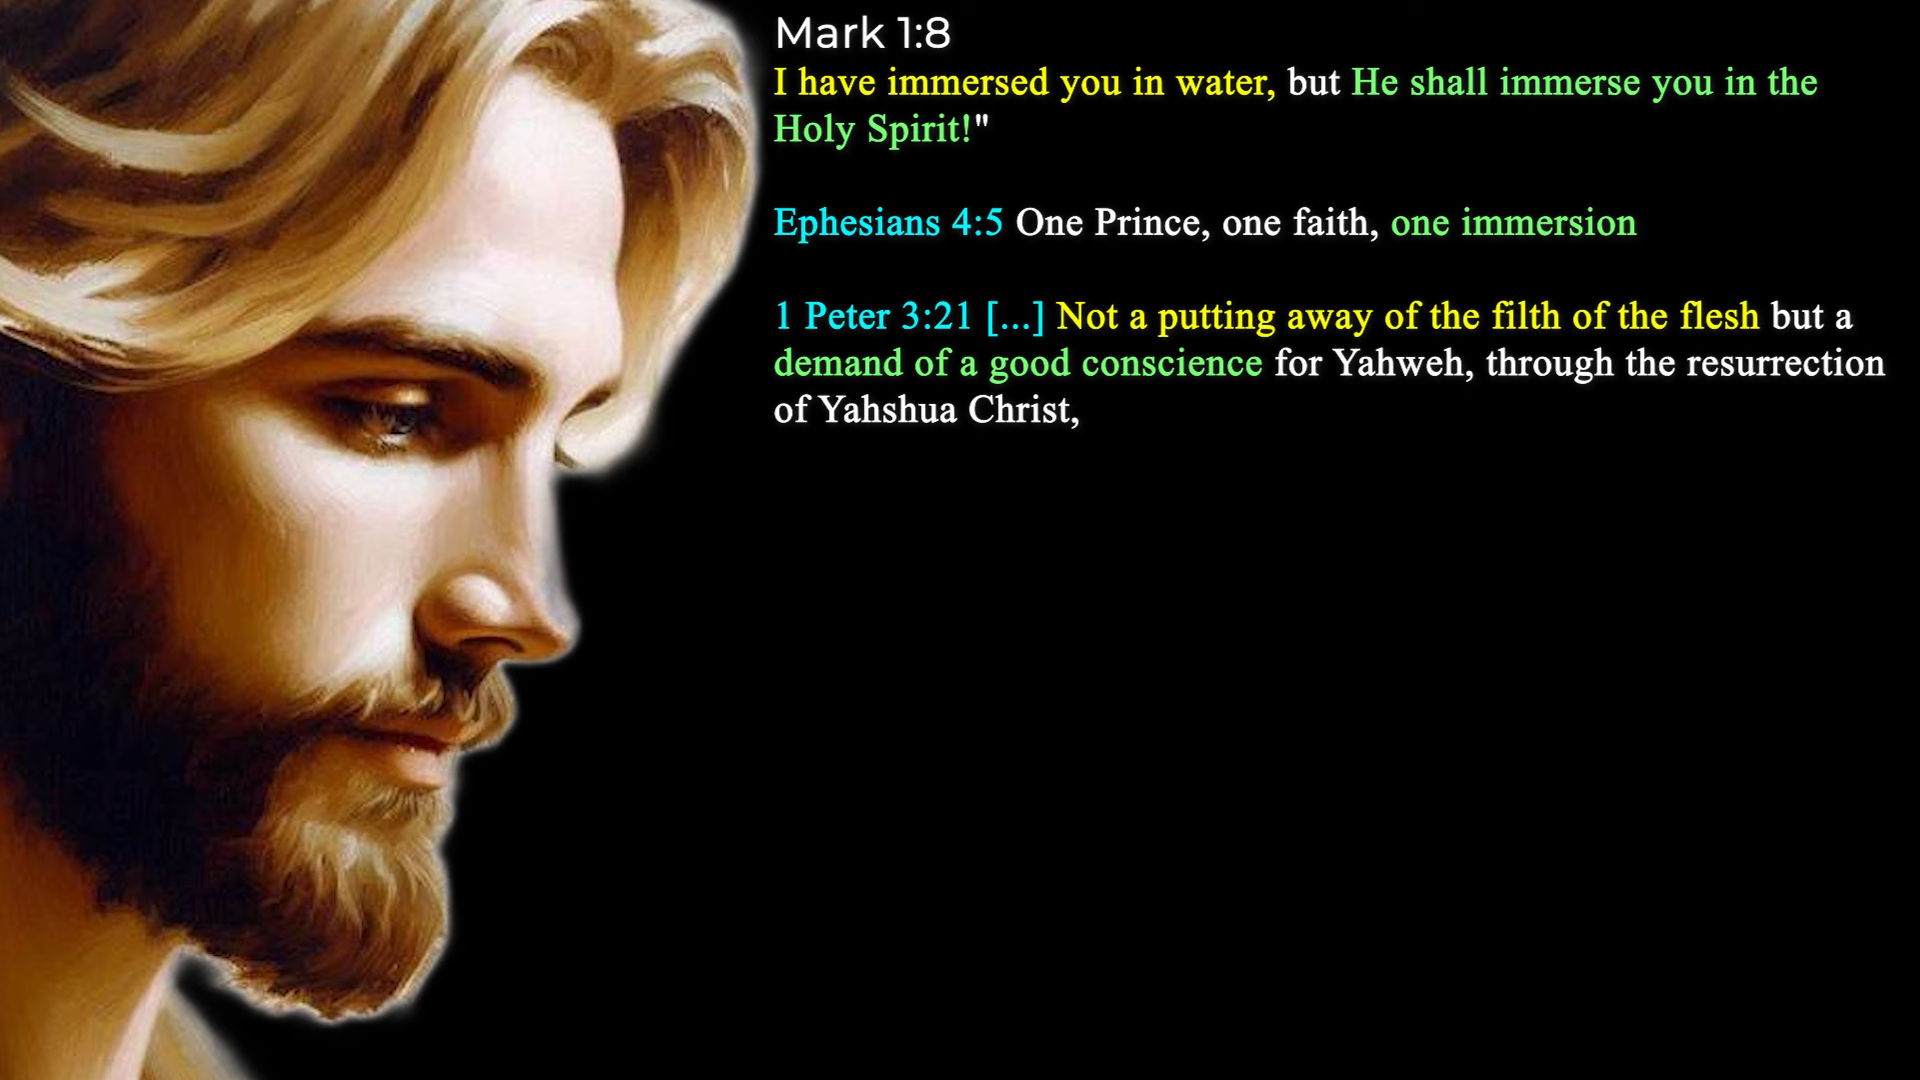 Mark 1:8
I have immersed you in water, but He shall immerse you in the
Holy Spirit!"
Ephesians 4:5 One Prince, one faith, one immersion
1 Peter 3:21 [...] Not a putting away of the filth of the flesh but a
demand of a good conscience for Yahweh, through the resurrection
of Yahshua Christ,